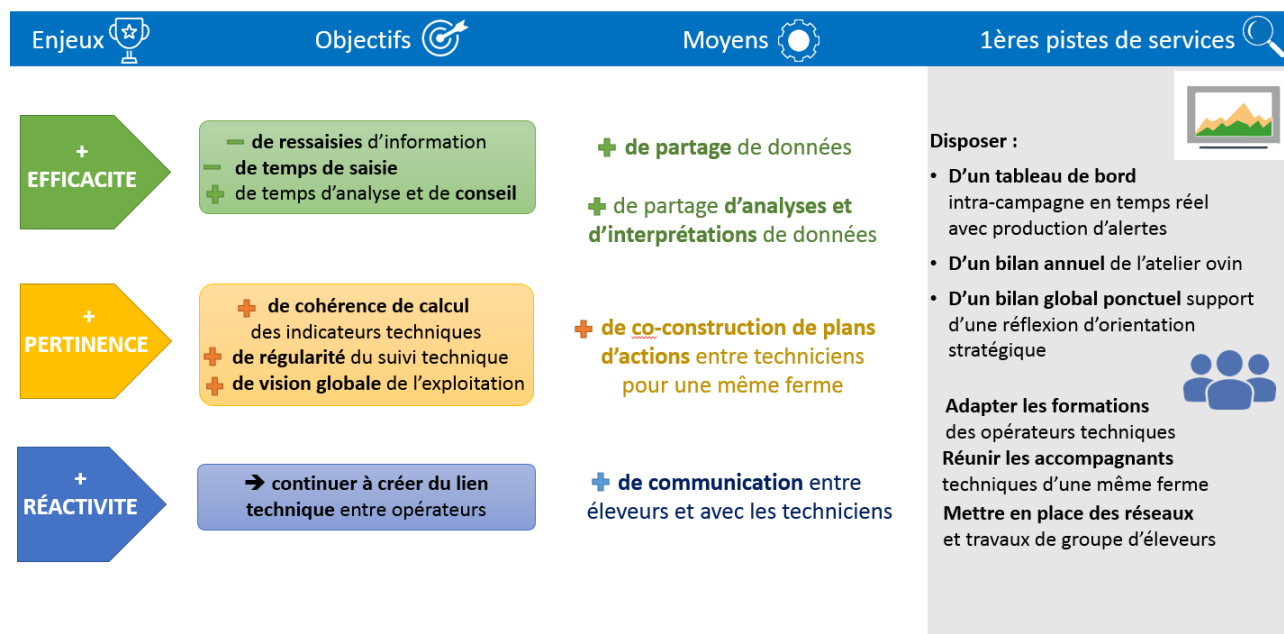 Enjeux
Objectifs
Moyens
1ères pistes de services
+
EFFICACITE
– de ressaisies d’information
– de temps de saisie
+ de temps d’analyse et de conseil
+ de partage de données
+ de partage d’analyses et
d’interprétations de données
+
PERTINENCE
+ de cohérence de calcul
des indicateurs techniques
+ de régularité du suivi technique
+ de vision globale de l’exploitation
+ de co-construction de plans
d’actions entre techniciens
pour une même ferme
+
RÉACTIVITE
➔ continuer à créer du lien
technique entre opérateurs
+ de communication entre
éleveurs et avec les techniciens
Disposer :
• D’un tableau de bord
intra-campagne en temps réel
avec production d’alertes
• D’un bilan annuel de l’atelier ovin
• D’un bilan global ponctuel support
d’une réflexion d’orientation
stratégique
Adapter les formations
des opérateurs techniques
Réunir les accompagnants
techniques d’une même ferme
Mettre en place des réseaux
et travaux de groupe d’éleveurs